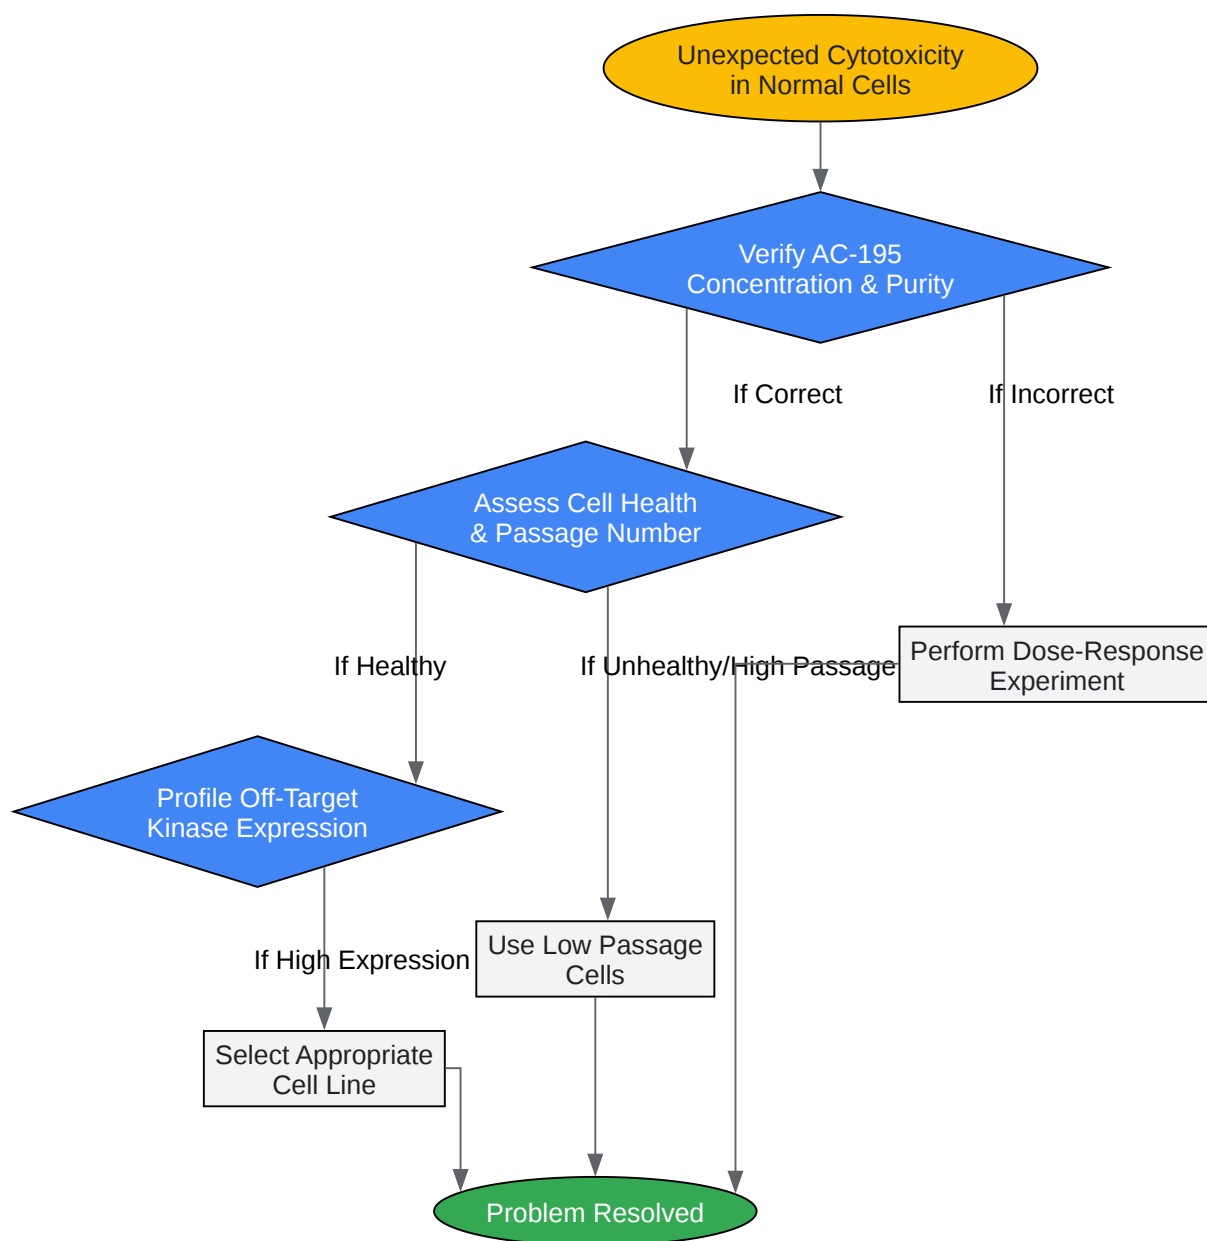 Unexpected Cytotoxicity
in Normal Cells
Verify AC-195
Concentration & Purity
If Correct
If Incorrect
Assess Cell Health
& Passage Number
If Healthy
If Unhealthy/High Passage
Perform Dose-Response
Experiment
Profile Off-Target
Kinase Expression
If High Expression
Use Low Passage
Cells
Select Appropriate
Cell Line
Problem Resolved